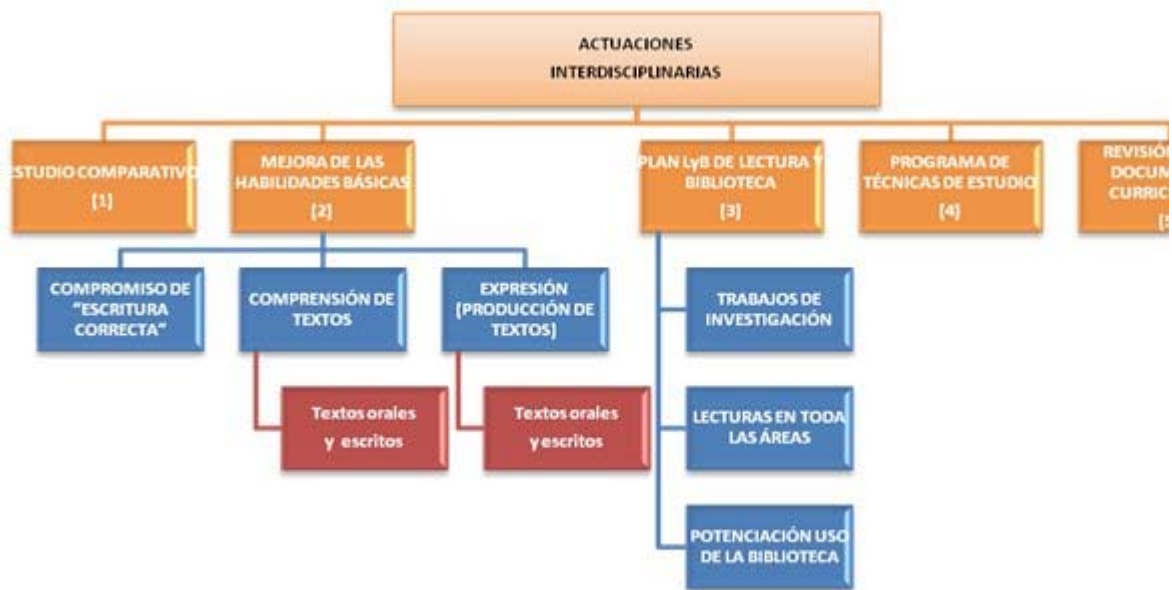 ACTUACIONES
INTERDISCIPLINARIAS
ESTUDIO COMPARATIVO
[1]
MEJORA DE LAS
HABILIDADES BÁSICAS
[2]
PLAN LyB DE LECTURA Y
BIBLIOTECA
[3]
PROGRAMA DE
TÉCNICAS DE ESTUDIO
[4]
REVISIÓN
COMPROMISO DE
"ESCRITURA
CORRECTA"
COMPRENSIÓN DE
TEXTOS
EXPRESIÓN
(PRODUCCIÓN DE
TEXTOS)
TRABAJOS DE
INVESTIGACIÓN
Textos orales
y escritos
Textos orales
y escritos
LECTURAS EN TODA
LAS ÁREAS
POTENCIACIÓN USO
DE LA BIBLIOTECA